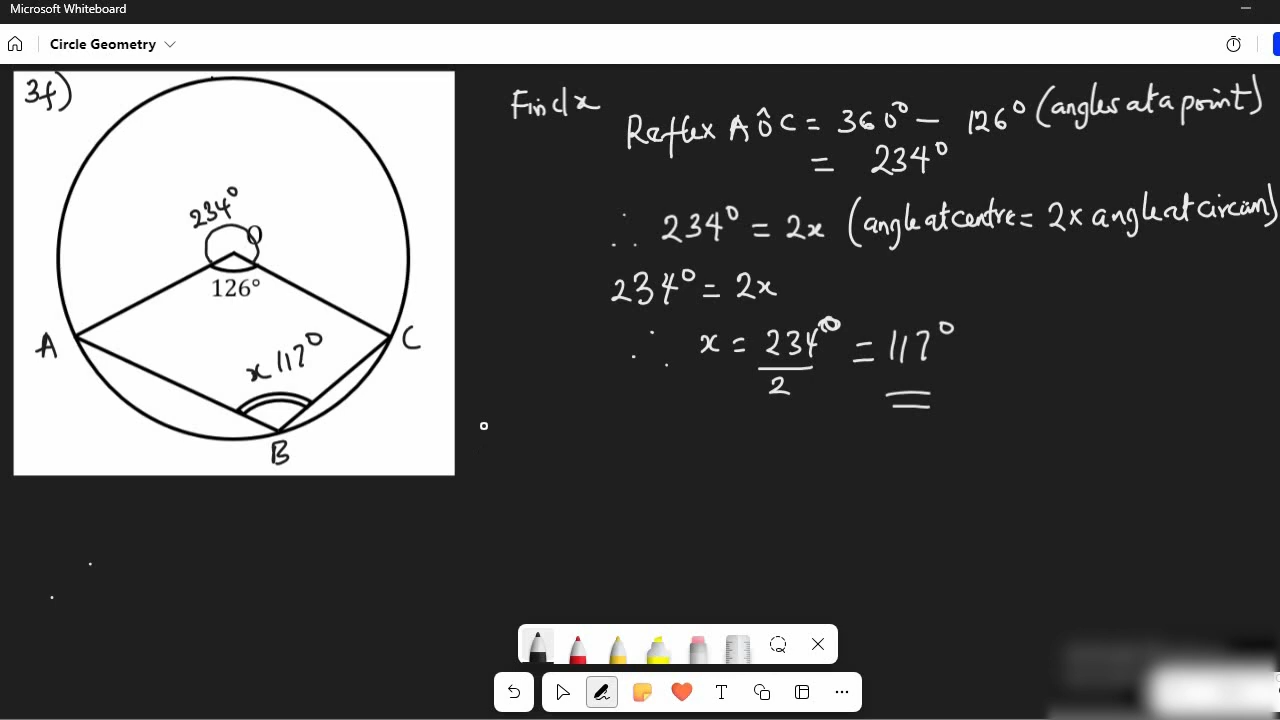 Microsoft Whiteboard
Circle Geometry
3f)
234°
O
126°
A
C
x 117°
B
Find x
Reflex AÔC = 360° – 126° (angles at a point)
= 234°
∴ 234° = 2x (angle at centre = 2x angle at circum)
234° = 2x
∴ x = 234°/2 = 117°
T